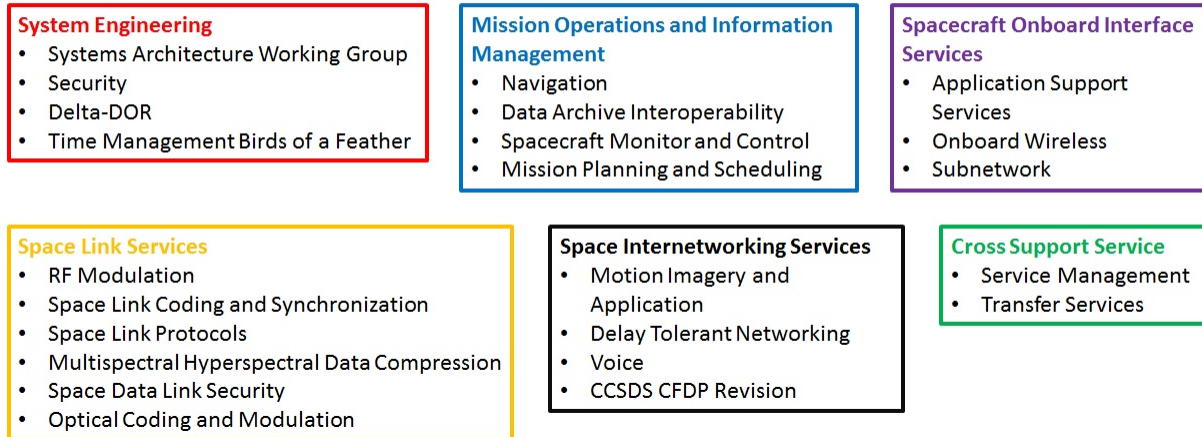 System Engineering
• Systems Architecture Working Group
• Security
• Delta-DOR
• Time Management Birds of a Feather
Mission Operations and Information
Management
• Navigation
• Data Archive Interoperability
• Spacecraft Monitor and Control
• Mission Planning and Scheduling
Spacecraft Onboard Interface
Services
• Application Support
Services
• Onboard Wireless
• Subnetwork
Space Link Services
• RF Modulation
• Space Link Coding and Synchronization
• Space Link Protocols
• Multispectral Hyperspectral Data Compression
• Space Data Link Security
• Optical Coding and Modulation
Space Internetworking Services
• Motion Imagery and
Application
• Delay Tolerant Networking
• Voice
• CCSDS CFDP Revision
Cross Support Service
• Service Management
• Transfer Services